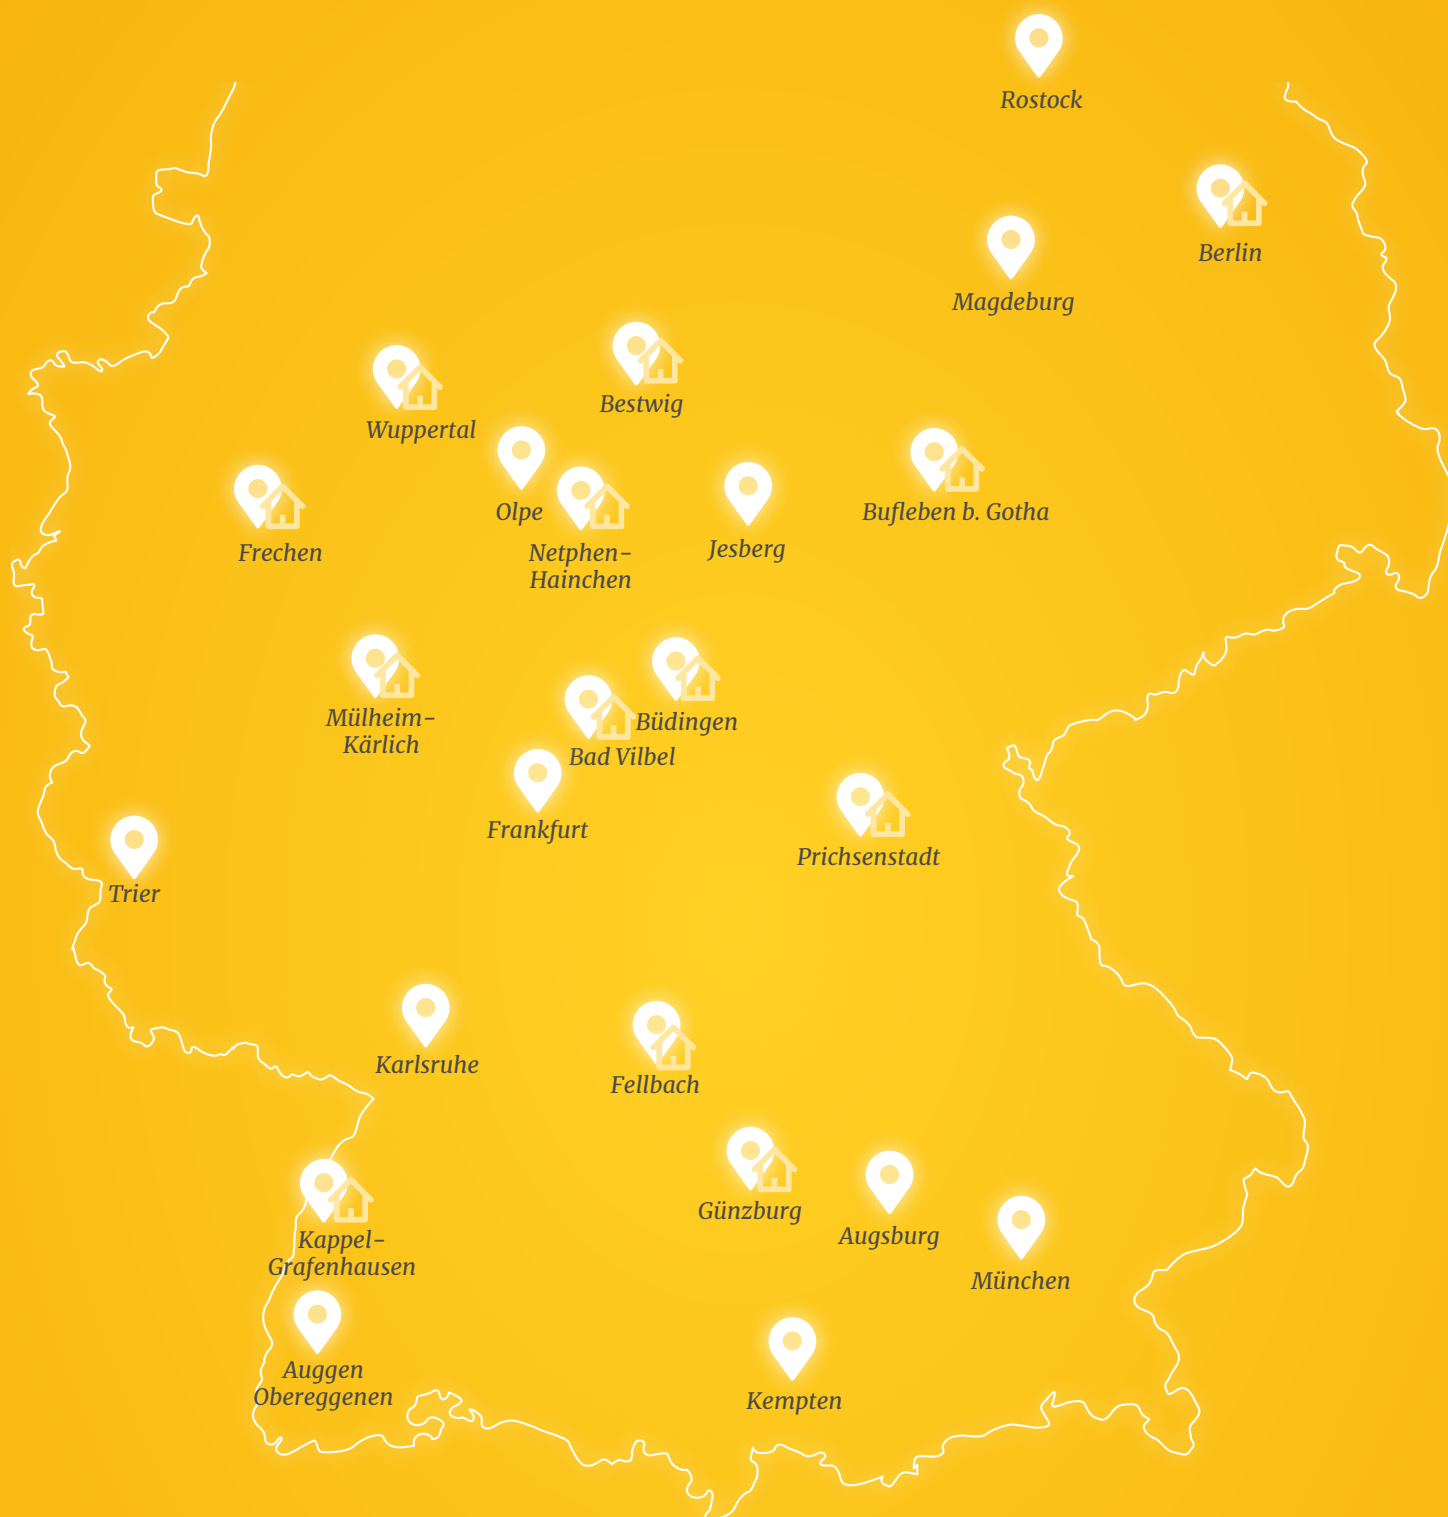 Rostock
Berlin
Magdeburg
Bestwig
Wuppertal
Olpe
Bufleben b. Gotha
Jesberg
Frechen
Netphen-
Hainchen
Mülheim-
Kärlich
Büdingen
Bad Vilbel
Frankfurt
Prichsenstadt
Trier
Karlsruhe
Fellbach
Günzburg
Augsburg
Kappel-
Grafenhausen
München
Auggen
Obereggenen
Kempten